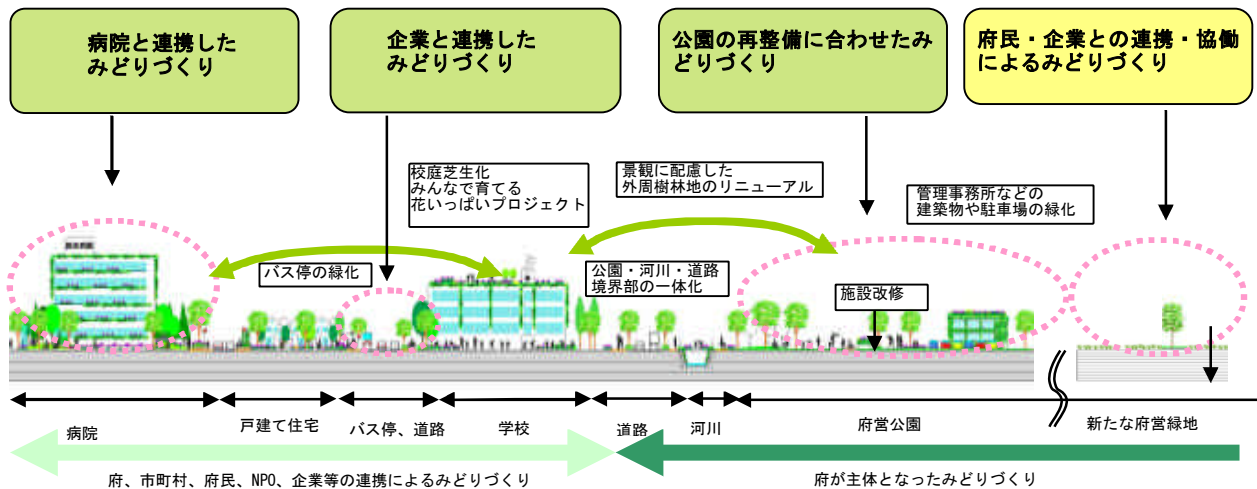 病院と連携した
みどりづくり
企業と連携した
みどりづくり
公園の再整備に合わせたみ
どりづくり
府民・企業との連携・協働
によるみどりづくり
校庭芝生化
みんなで育てる
花いっぱいプロジェクト
景観に配慮した
外周樹林地のリニューアル
管理事務所などの
建築物や駐車場の緑化
バス停の緑化
公園・河川・道路
境界部の一体化
施設改修
病院
戸建て住宅
バス停、道路
学校
道路
河川
府営公園
新たな府営緑地
府、市町村、府民、NPO、企業等の連携によるみどりづくり
府が主体となったみどりづくり